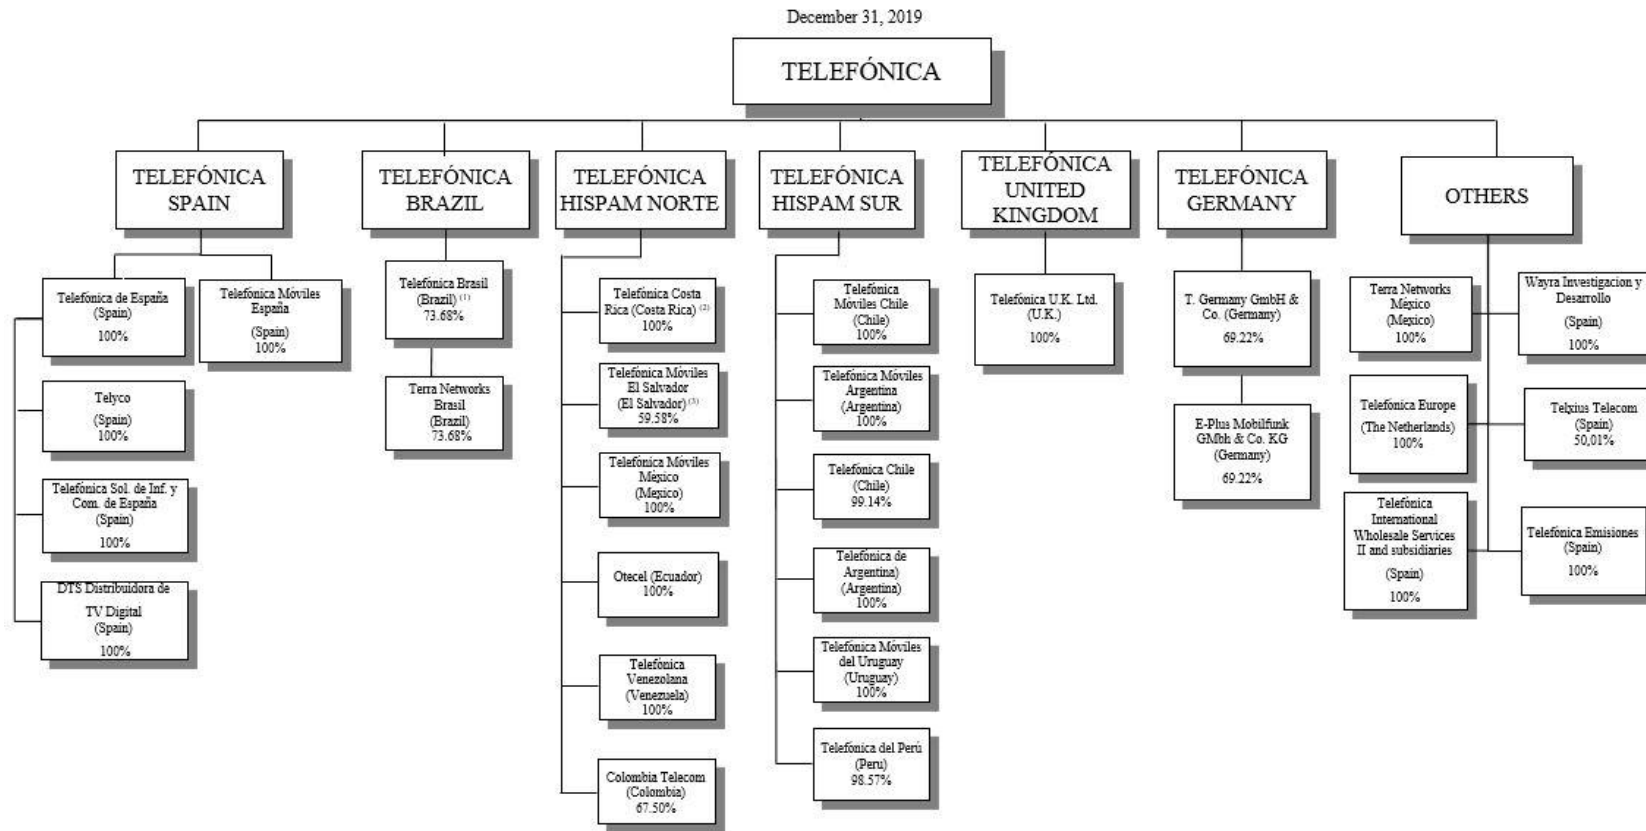 December 31, 2019
TELEFÓNICA
TELEFÓNICA
SPAIN
TELEFÓNICA
BRAZIL
TELEFÓNICA
HISPAM NORTE
TELEFÓNICA
HISPAM SUR
TELEFÓNICA
UNITED
KINGDOM
TELEFÓNICA
GERMANY
OTHERS
Telefónica de España
(Spain)
100%
Telefónica Móviles
España
(Spain)
100%
Telyco
(Spain)
100%
Telefónica Sol. de Inf. y
Com. de España
(Spain)
100%
DTS Distribuidora de
TV Digital
(Spain)
100%
Telefónica Brasil
(Brazil) (1)
73.68%
Terra Networks
Brasil
(Brazil)
73.68%
Telefónica Costa
Rica (Costa Rica) (2)
100%
Telefónica Móviles
El Salvador
(El Salvador) (3)
59.58%
Telefónica Móviles
México
(Mexico)
100%
Otecel (Ecuador)
100%
Telefónica
Venezolana
(Venezuela)
100%
Colombia Telecom
(Colombia)
67.50%
Telefónica
Móviles Chile
(Chile)
100%
Telefónica Móviles
Argentina
(Argentina)
100%
Telefónica Chile
(Chile)
99.14%
Telefónica de
Argentina)
(Argentina)
100%
Telefónica Móviles
del Uruguay
(Uruguay)
100%
Telefónica del Perú
(Peru)
98.57%
Telefónica U.K. Ltd.
(U.K.)
100%
T. Germany GmbH &
Co. (Germany)
69.22%
E-Plus Mobilfunk
GMbh & Co. KG
(Germany)
69.22%
Terra Networks
México
(Mexico)
100%
Wayra Investigacion y
Desarrollo
(Spain)
100%
Telefónica Europe
(The Netherlands)
100%
Telxius Telecom
(Spain)
50,01%
Telefónica
International
Wholesale Services
II and subsidiaries
(Spain)
100%
Telefónica Emisiones
(Spain)
100%